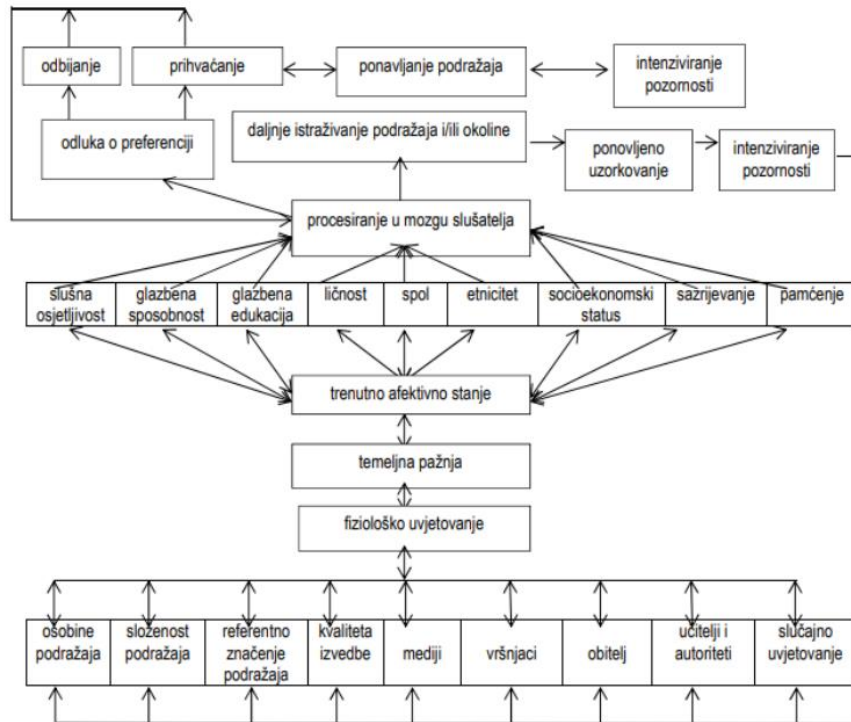 odbijanje
prihvaćanje
ponavljanje podražaja
intenziviranje
pozornosti
odluka o preferenciji
daljnje istraživanje podražaja i/ili okoline
ponovljeno
uzorkovanje
intenziviranje
pozornosti
procesiranje u mozgu slušatelja
slušna
osjetljivost
glazbena
sposobnost
glazbena
edukacija
ličnost
spol
etnicitet
socioekonomski
status
sazrijevanje
pamćenje
trenutno afektivno stanje
temeljna pažnja
fiziološko uvjetovanje
osobine
podražaja
složenost
podražaja
referentno
značenje
podražaja
kvaliteta
izvedbe
mediji
vršnjaci
obitelj
učitelji i
autoriteti
slučajno
uvjetovanje